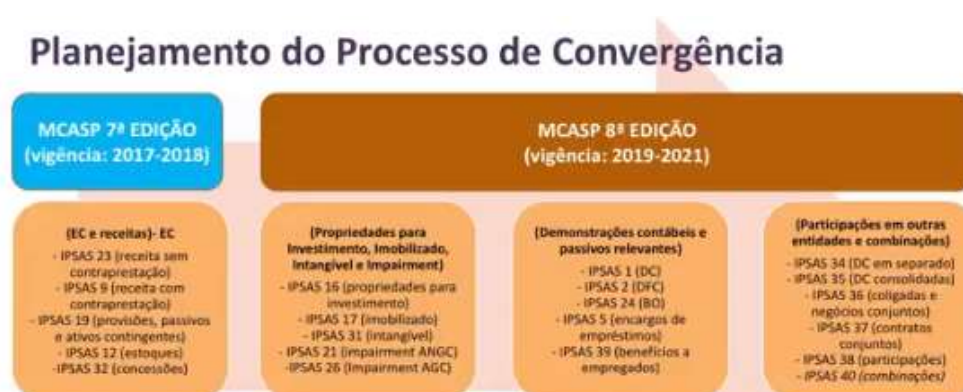 Planejamento do Processo de Convergência
MCASP 7ª EDIÇÃO
(vigência: 2017-2018)
MCASP 8ª EDIÇÃO
(vigência: 2019-2021)
(EC e receitas)- EC
- IPSAS 23 (receita sem
contraprestação)
- IPSAS 9 (receita com
contraprestação)
- IPSAS 19 (provisões, passivos
e ativos contingentes)
- IPSAS 12 (estoques)
-IPSAS 32 (concessões)
(Propriedades para
Investimento, Imobilizado,
Intangível e Impairment)
- IPSAS 16 (propriedades para
investimento)
- IPSAS 17 (imobilizado)
- IPSAS 31 (intangível)
- IPSAS 21 (impairment ANGC)
-IPSAS 26 (Impairment AGC)
(Demonstrações contábeis e
passivos relevantes)
- IPSAS 1 (DC)
- IPSAS 2 (DFC)
- IPSAS 24 (BO)
- IPSAS 5 (encargos de
empréstimos)
- IPSAS 39 (benefícios a
empregados)
(Participações em outras
entidades e combinações)
- IPSAS 34 (DC em separado)
- IPSAS 35 (DC consolidadas)
- IPSAS 36 (coligadas e
negócios conjuntos)
- IPSAS 37 (contratos
conjuntos)
- IPSAS 38 (participações)
- IPSAS 40 (combinações)